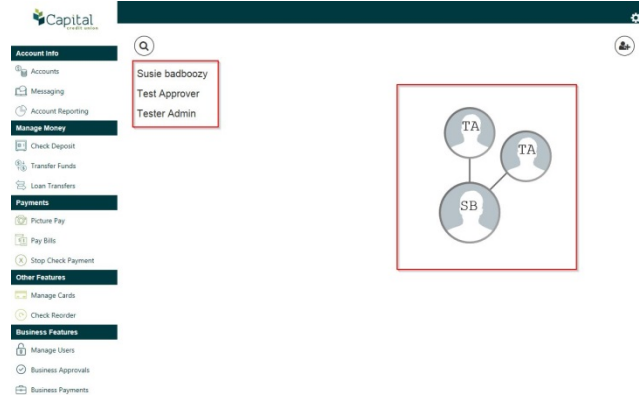 Capital
credit union
Account Info
Accounts
Messaging
Account Reporting
Manage Money
Check Deposit
Transfer Funds
Loan Transfers
Payments
Picture Pay
Pay Bills
Stop Check Payment
Other Features
Manage Cards
Check Reorder
Business Features
Manage Users
Business Approvals
Business Payments
Susie badboozy
Test Approver
Tester Admin
TA
TA
SB